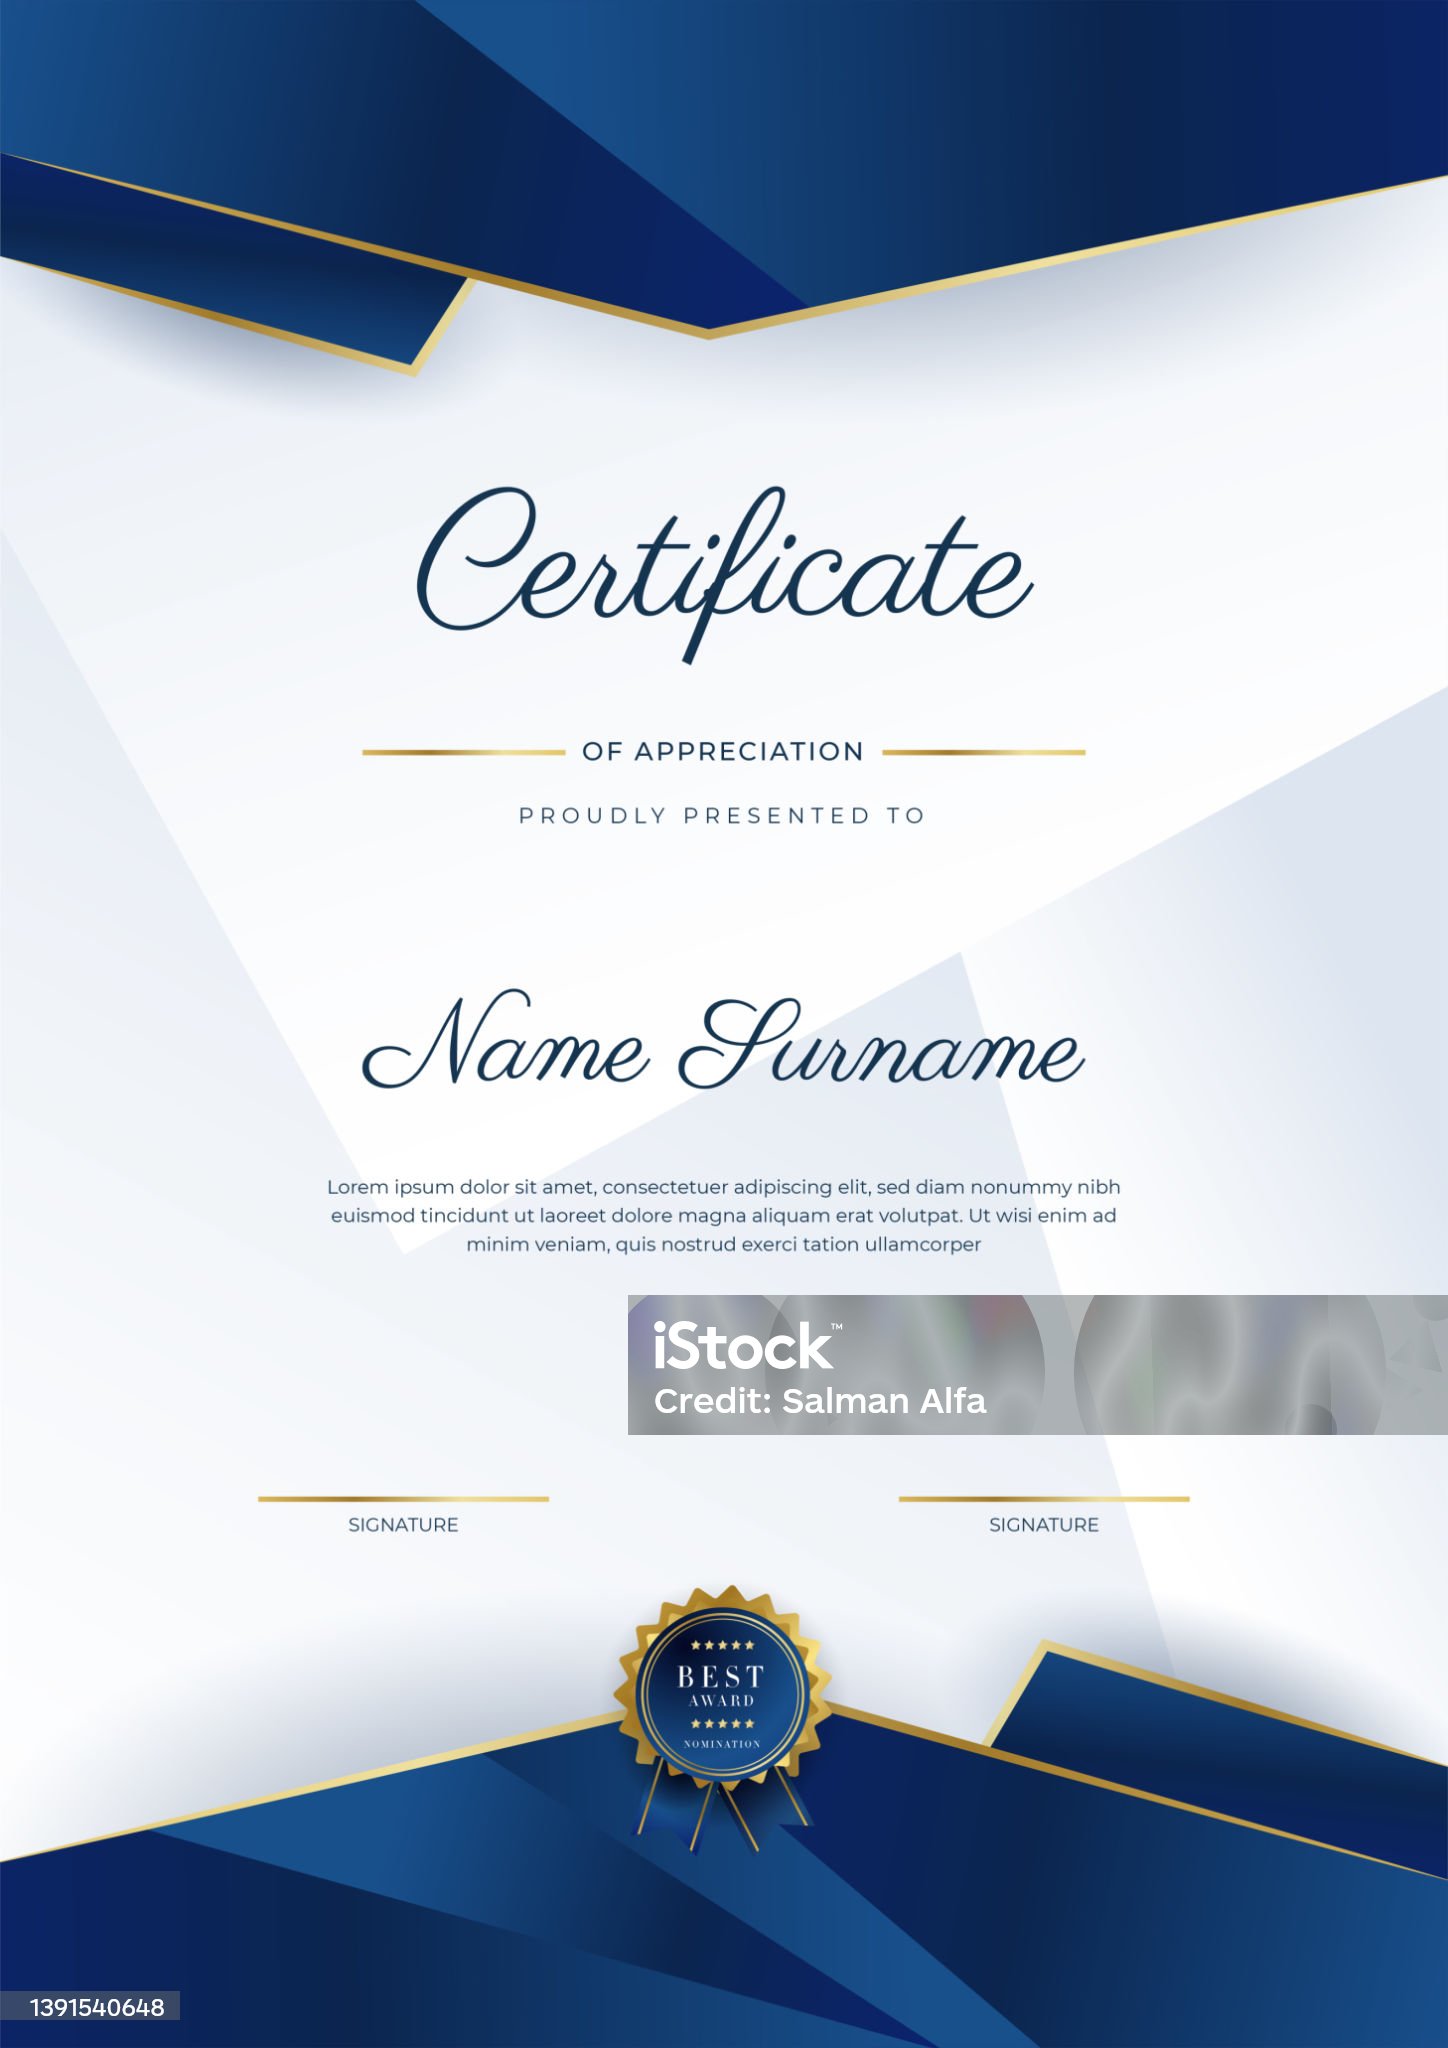 Certificate
OF APPRECIATION
PROUDLY PRESENTED TO
Name Surname
Lorem ipsum dolor sit amet, consectetuer adipiscing elit, sed diam nonummy nibh
euismod tincidunt ut laoreet dolore magna aliquam erat volutpat. Ut wisi enim ad
minim veniam, quis nostrud exerci tation ullamcorper
iStock™
Credit: Salman Alfa
SIGNATURE
SIGNATURE
BEST
AWARD
NOMINATION
1391540648